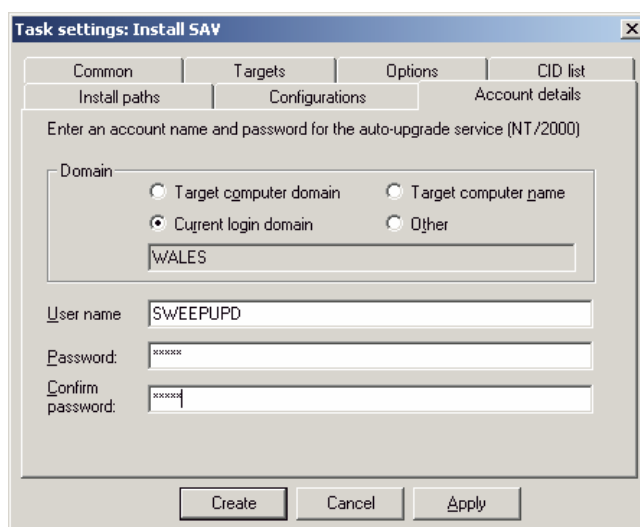 Task settings: Install SAV
Common Targets Options CID list
Install paths Configurations Account details
Enter an account name and password for the auto-upgrade service (NT/2000)
Domain
Target computer domain Target computer name
Current login domain Other
WALES
User name SWEEPUPD
Password: *****
Confirm password: *****
Create Cancel Apply